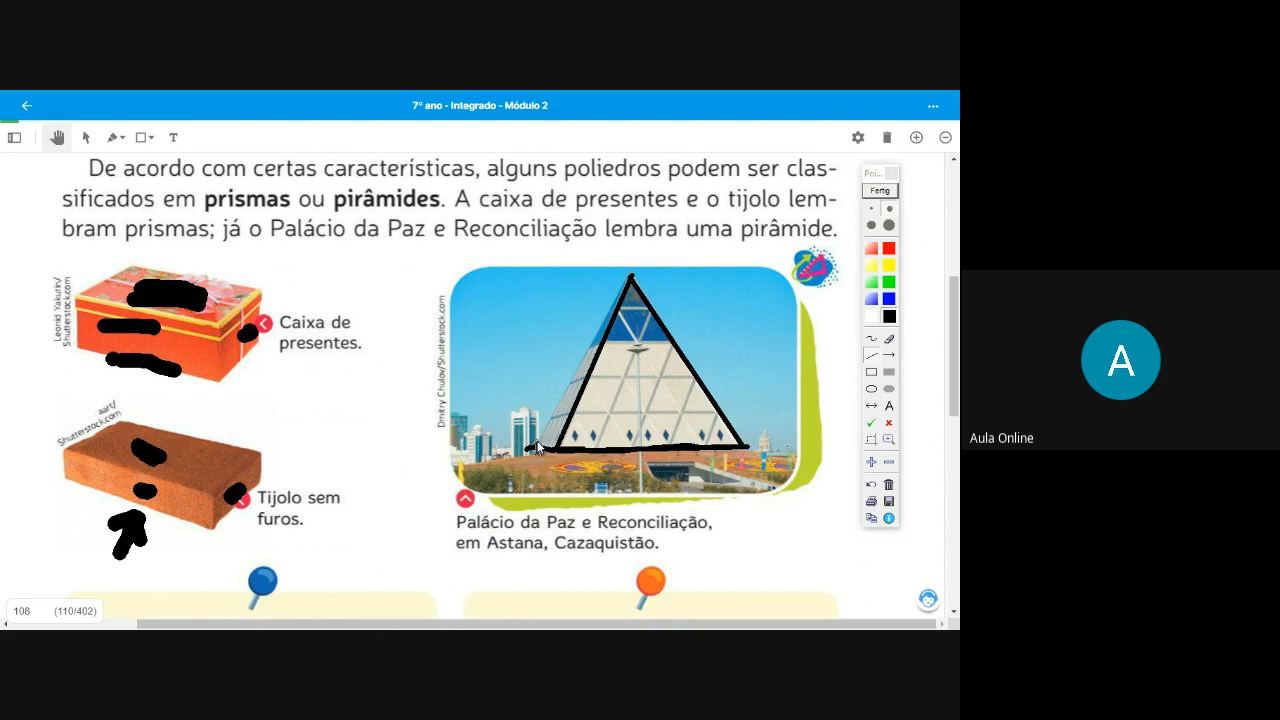 7º ano - Integrado - Módulo 2
De acordo com certas características, alguns poliedros podem ser clas-
sificados em prismas ou pirâmides. A caixa de presentes e o tijolo lem-
bram prismas; já o Palácio da Paz e Reconciliação lembra uma pirâmide.
Leonid Yakutin/
Shutterstock.com
Caixa de
presentes.
aarti/
Shutterstock.com
Tijolo sem
furos.
Dmitry Chulov/Shutterstock.com
Palácio da Paz e Reconciliação,
em Astana, Cazaquistão.
Poi...
Fertig
A
108 (110/402)
A
Aula Online